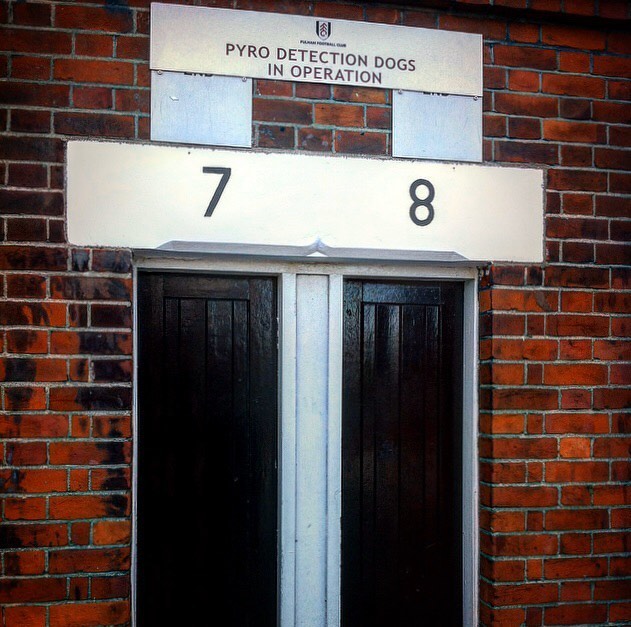 FULHAM FOOTBALL CLUB
PYRO DETECTION DOGS
IN OPERATION
7 8